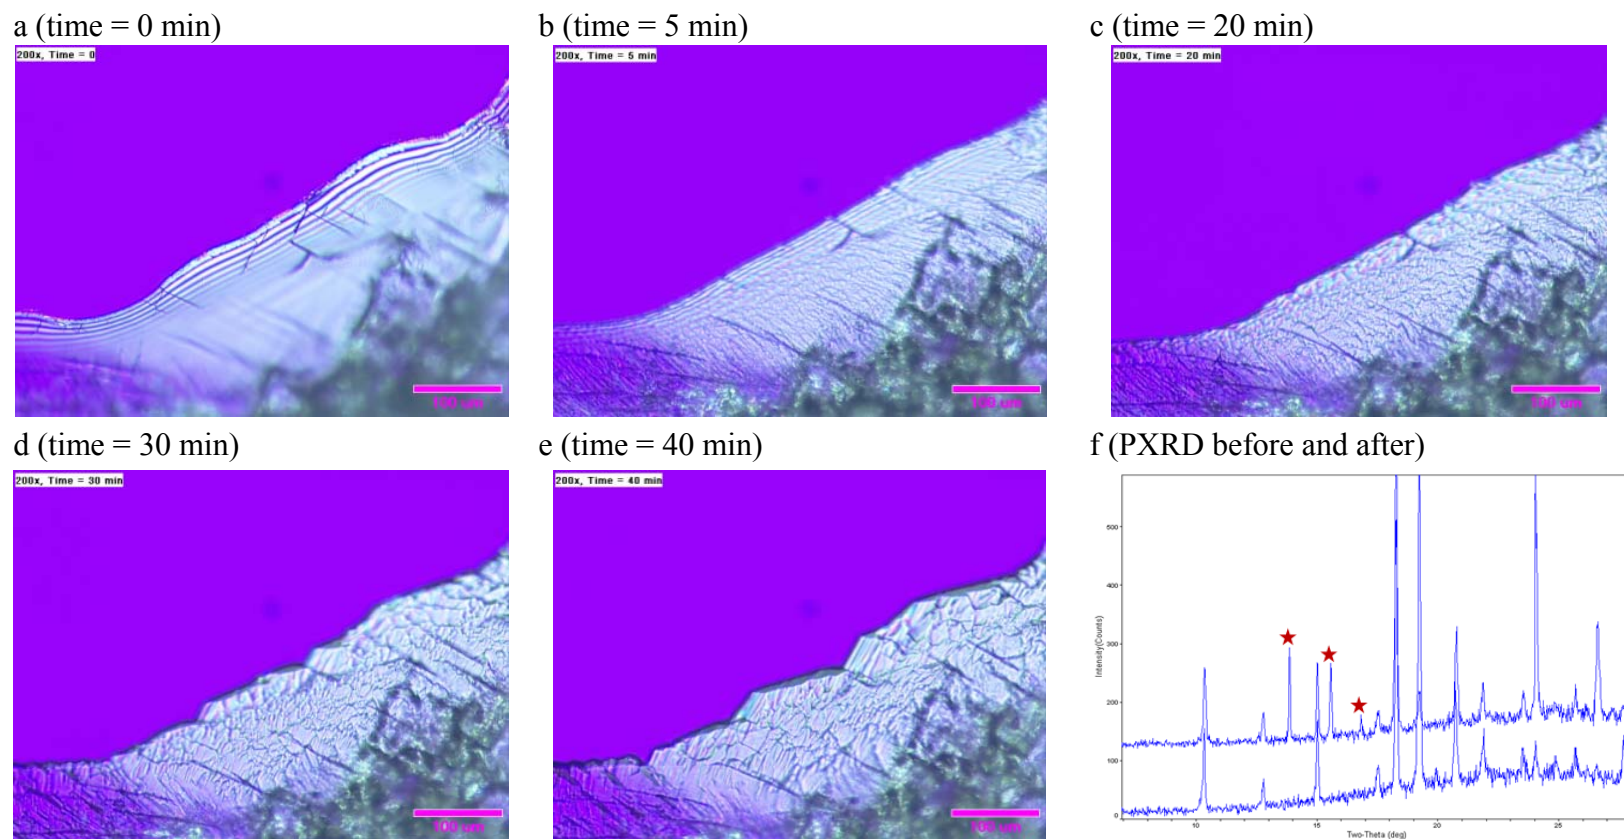 a (time = 0 min)
b (time = 5 min)
c (time = 20 min)
200x, Time = 0
200x, Time = 5 min
200x, Time = 20 min
100 um
100 um
100 um
d (time = 30 min)
e (time = 40 min)
f (PXRD before and after)
200x, Time = 30 min
200x, Time = 40 min
100 um
100 um
Intensity(Counts)
500
400
300
200
100
0
10
15
20
25
Two-Theta (deg)